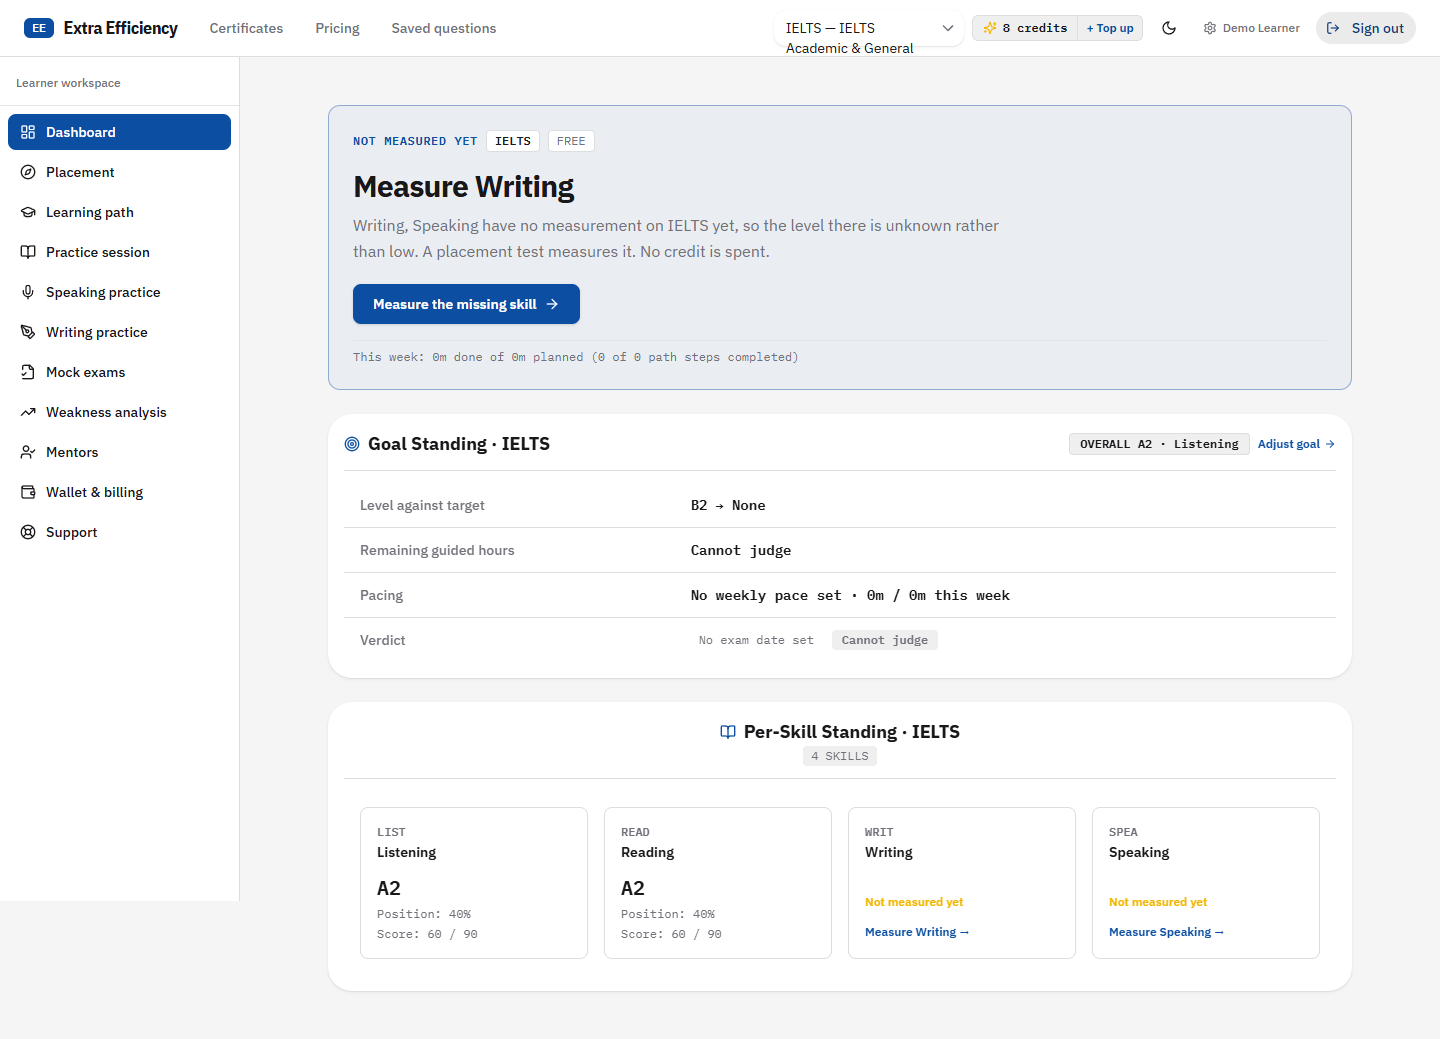 EE Extra Efficiency Certificates Pricing Saved questions
IELTS — IELTS
Academic & General
8 credits + Top up Demo Learner Sign out
Learner workspace
Dashboard
Placement
Learning path
Practice session
Speaking practice
Writing practice
Mock exams
Weakness analysis
Mentors
Wallet & billing
Support
NOT MEASURED YET IELTS FREE
Measure Writing
Writing, Speaking have no measurement on IELTS yet, so the level there is unknown rather
than low. A placement test measures it. No credit is spent.
Measure the missing skill →
This week: 0m done of 0m planned (0 of 0 path steps completed)
Goal Standing · IELTS
OVERALL A2 · Listening Adjust goal →
Level against target B2 → None
Remaining guided hours Cannot judge
Pacing No weekly pace set · 0m / 0m this week
Verdict No exam date set Cannot judge
Per-Skill Standing · IELTS
4 SKILLS
LIST
Listening
A2
Position: 40%
Score: 60 / 90
READ
Reading
A2
Position: 40%
Score: 60 / 90
WRIT
Writing
Not measured yet
Measure Writing →
SPEA
Speaking
Not measured yet
Measure Speaking →